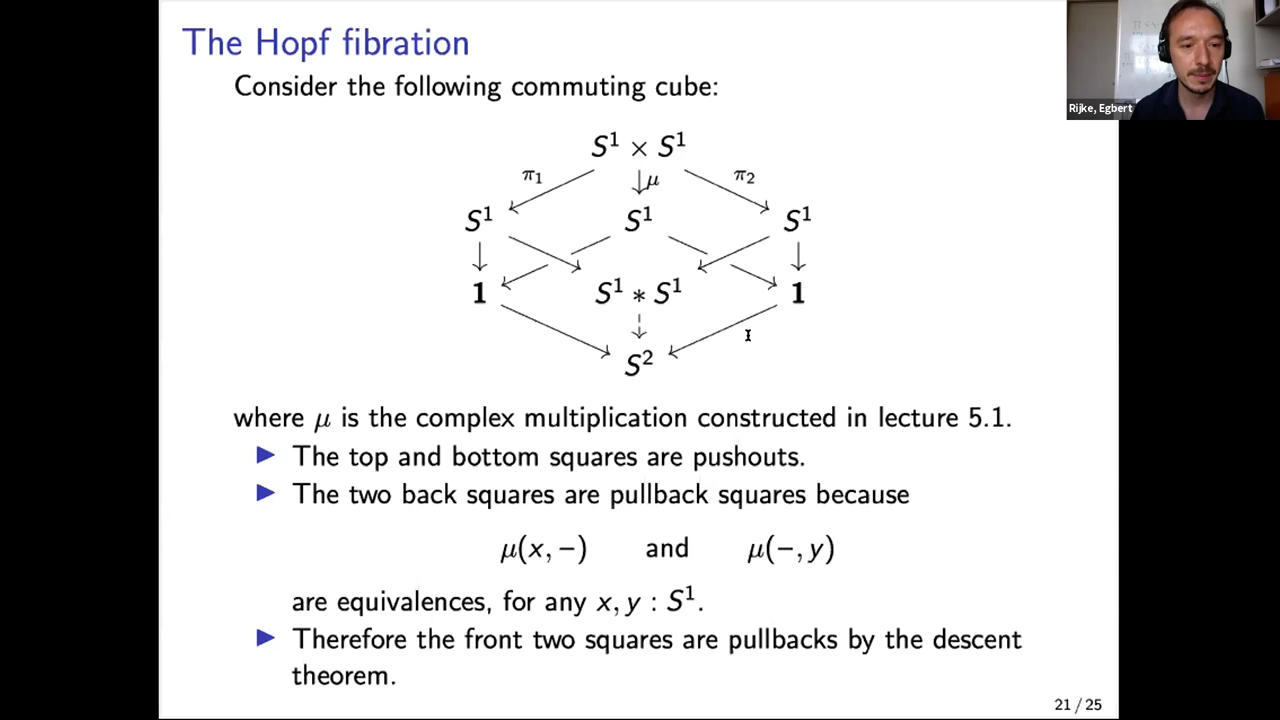 The Hopf fibration
Rijke, Egbert
Consider the following commuting cube:
S¹ × S¹
π₁ μ π₂
S¹ S¹ S¹
1 S¹ ∗ S¹ 1
S²
where μ is the complex multiplication constructed in lecture 5.1.
The top and bottom squares are pushouts.
The two back squares are pullback squares because
μ(x, −) and μ(−, y)
are equivalences, for any x, y : S¹.
Therefore the front two squares are pullbacks by the descent
theorem.
21 / 25